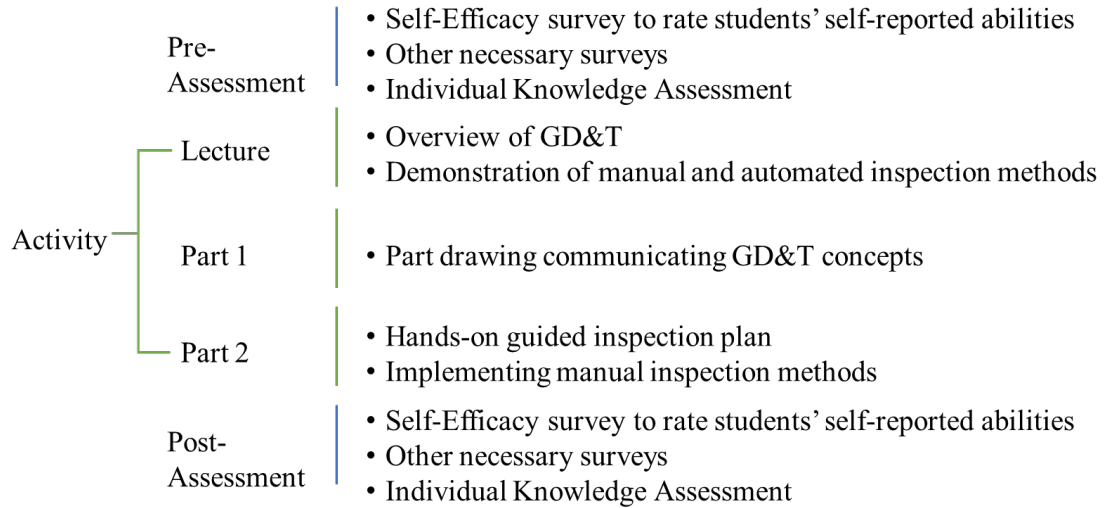 Pre-
Assessment
• Self-Efficacy survey to rate students’ self-reported abilities
• Other necessary surveys
• Individual Knowledge Assessment
Activity
Lecture
• Overview of GD&T
• Demonstration of manual and automated inspection methods
Part 1
• Part drawing communicating GD&T concepts
Part 2
• Hands-on guided inspection plan
• Implementing manual inspection methods
Post-
Assessment
• Self-Efficacy survey to rate students’ self-reported abilities
• Other necessary surveys
• Individual Knowledge Assessment